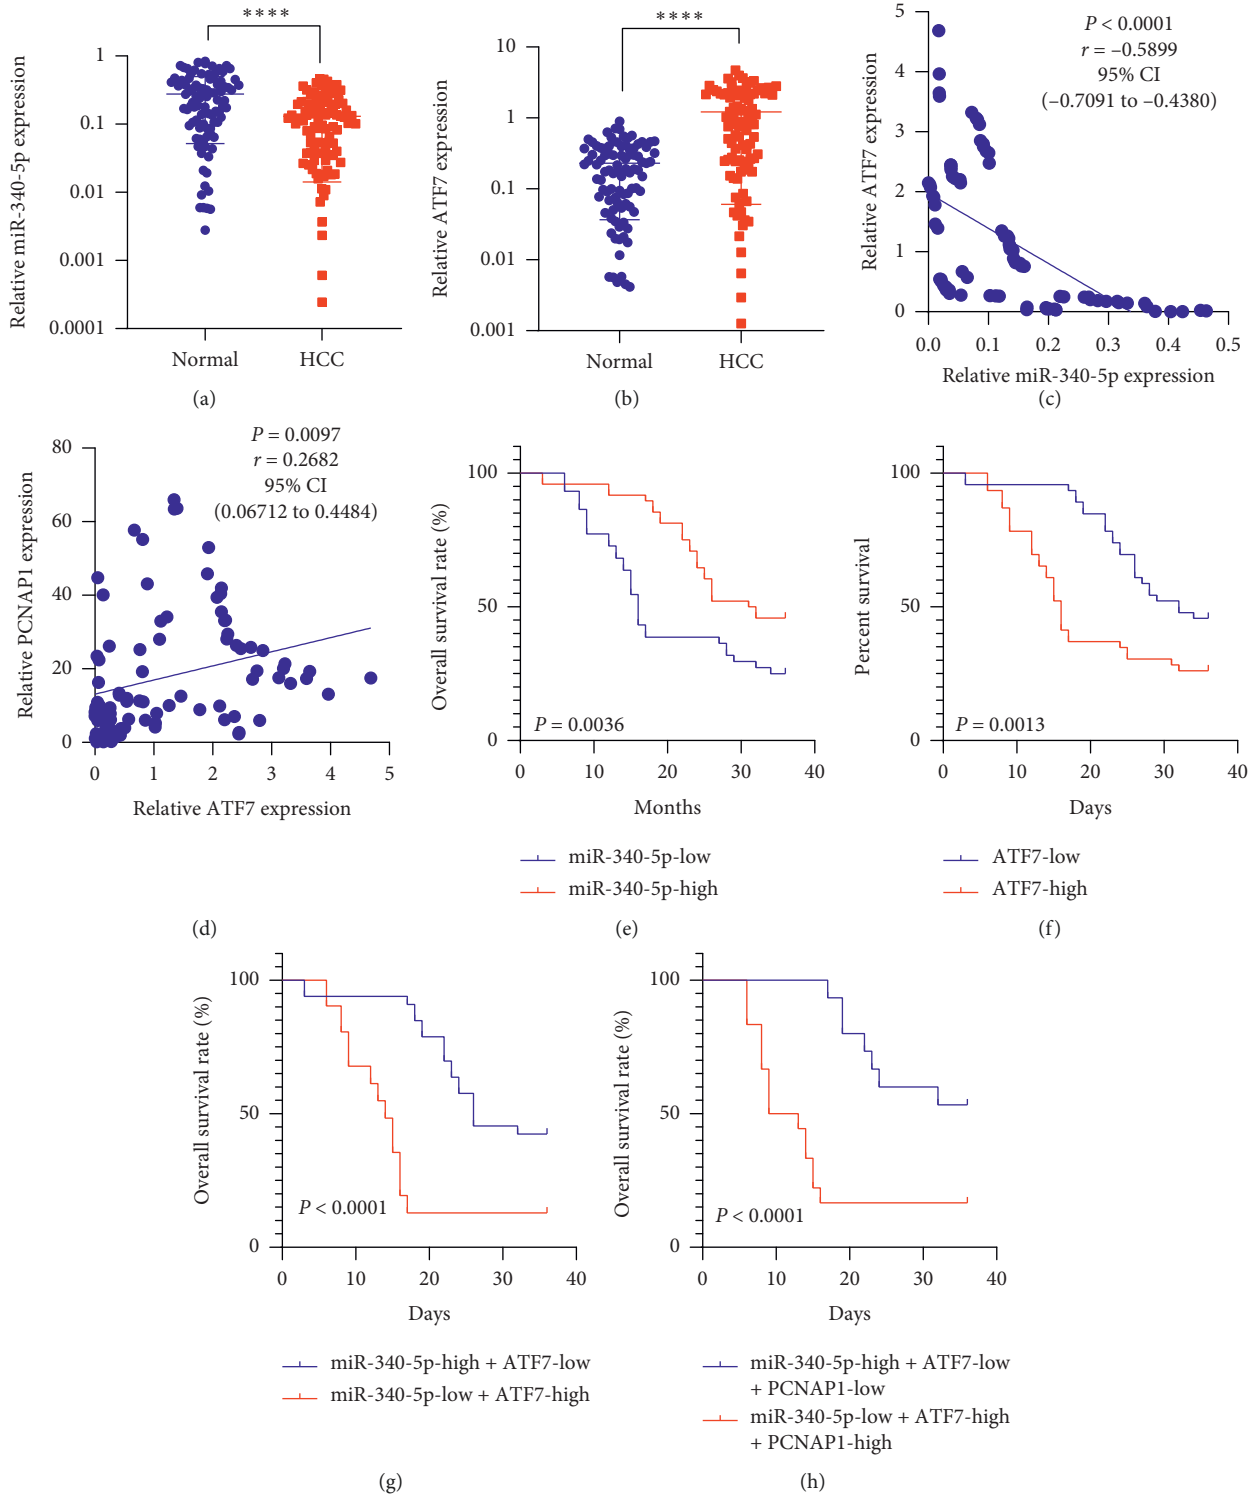 ****
Relative miR-340-5p expression
1
0.1
0.01
0.001
0.0001
Normal
HCC
(a)
****
Relative ATF7 expression
10
1
0.1
0.01
0.001
Normal
HCC
(b)
P < 0.0001
r = –0.5899
95% CI
(–0.7091 to –0.4380)
Relative ATF7 expression
5
4
3
2
1
0
0.0
0.1
0.2
0.3
0.4
0.5
Relative miR-340-5p expression
(c)
P = 0.0097
r = 0.2682
95% CI
(0.06712 to 0.4484)
Relative PCNAP1 expression
80
60
40
20
0
0
1
2
3
4
5
Relative ATF7 expression
(d)
Overall survival rate (%)
100
50
0
P = 0.0036
0
10
20
30
40
Months
miR-340-5p-low
miR-340-5p-high
(e)
Percent survival
100
50
0
P = 0.0013
0
10
20
30
40
Days
ATF7-low
ATF7-high
(f)
Overall survival rate (%)
100
50
0
P < 0.0001
0
10
20
30
40
Days
miR-340-5p-high + ATF7-low
miR-340-5p-low + ATF7-high
(g)
Overall survival rate (%)
100
50
0
P < 0.0001
0
10
20
30
40
Days
miR-340-5p-high + ATF7-low
+ PCNAP1-low
miR-340-5p-low + ATF7-high
+ PCNAP1-high
(h)